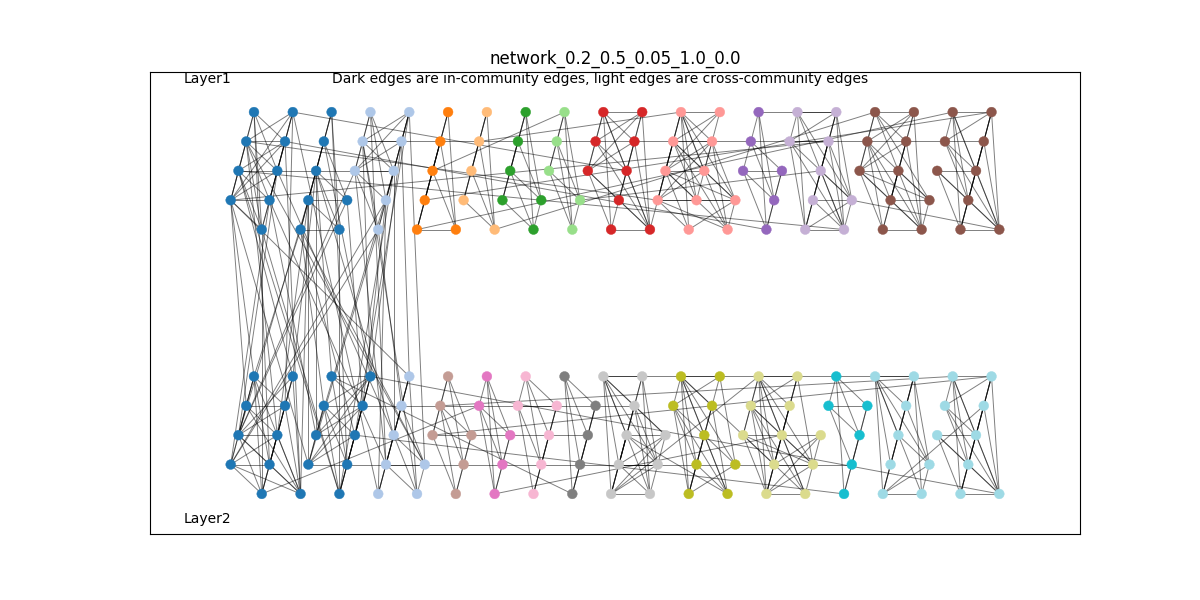 network_0.2_0.5_0.05_1.0_0.0
Layer1
Dark edges are in-community edges, light edges are cross-community edges
Layer2